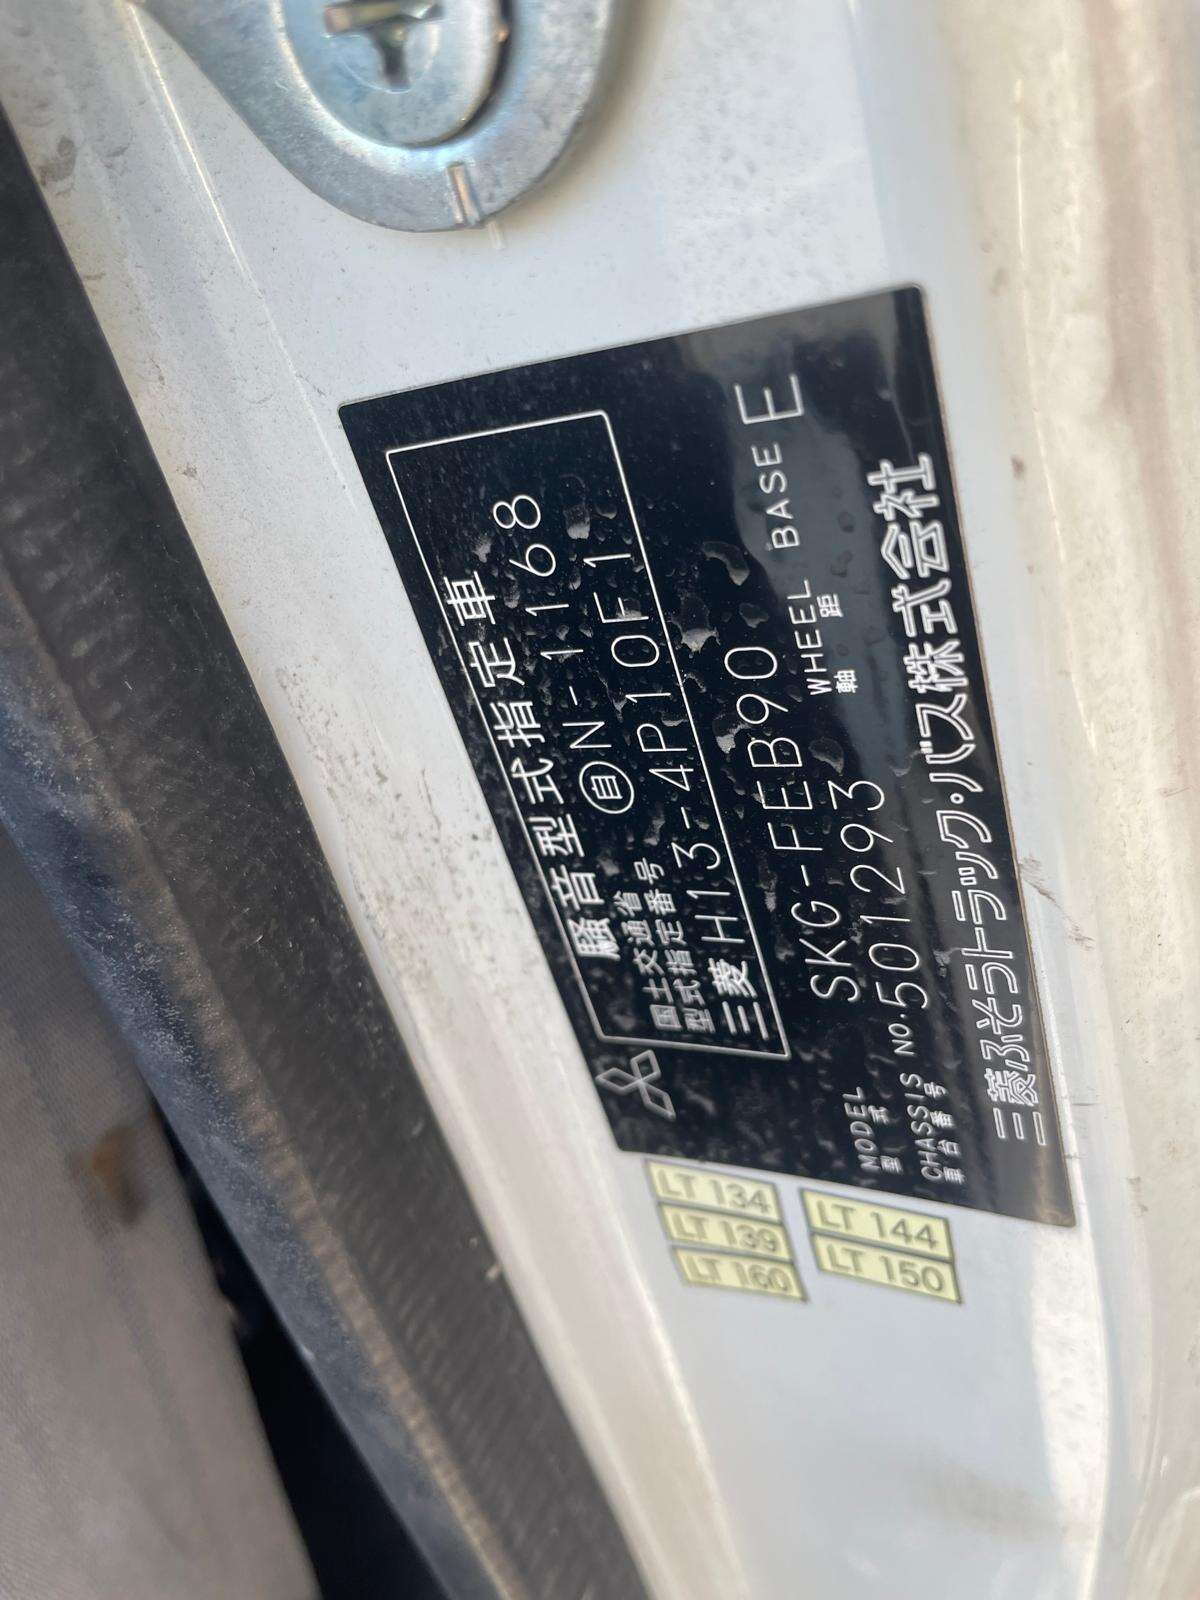 騒音型式指定車
国土交通省
型式指定番号
自 N-1168
三菱 H13-4P10F1
MODEL
型式
SKG-FEB90
CHASSIS NO.
車台番号
501293
WHEEL BASE
軸距
E
三菱ふそうトラック・バス株式会社
LT 134
LT 139
LT 160
LT 144
LT 150